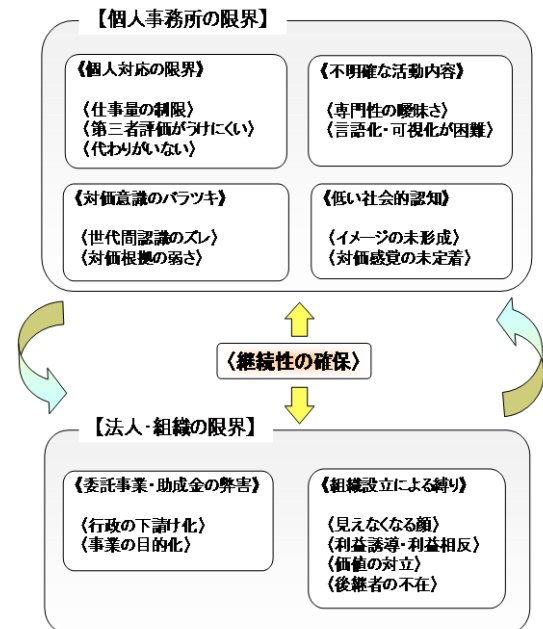 【個人事務所の限界】
《個人対応の限界》
〈仕事量の制限〉
〈第三者評価がうけにくい〉
〈代わりがいない〉
《不明確な活動内容》
〈専門性の曖昧さ〉
〈言語化・可視化が困難〉
《対価意識のバラツキ》
〈世代間認識のズレ〉
〈対価根拠の弱さ〉
《低い社会的認知》
〈イメージの未形成〉
〈対価感覚の未定着〉
〈継続性の確保〉
【法人・組織の限界】
《委託事業・助成金の弊害》
〈行政の下請け化〉
〈事業の目的化〉
《組織設立による縛り》
〈見えなくなる顔〉
〈利益誘導・利益相反〉
〈価値の対立〉
〈後継者の不在〉